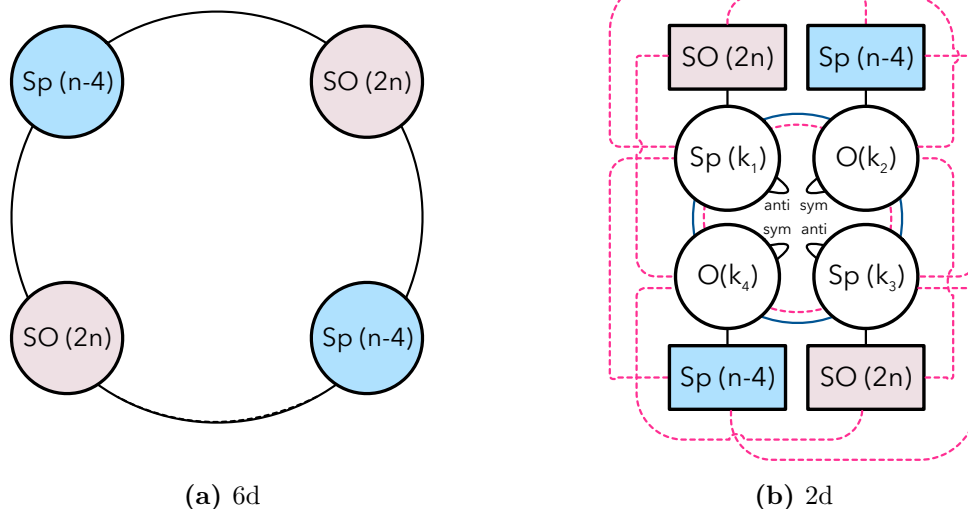 Sp (n-4) SO (2n)
SO (2n) Sp (n-4)
(a) 6d
SO (2n) Sp (n-4)
Sp (k₁) O(k₂)
anti sym
sym anti
O(k₄) Sp (k₃)
Sp (n-4) SO (2n)
(b) 2d